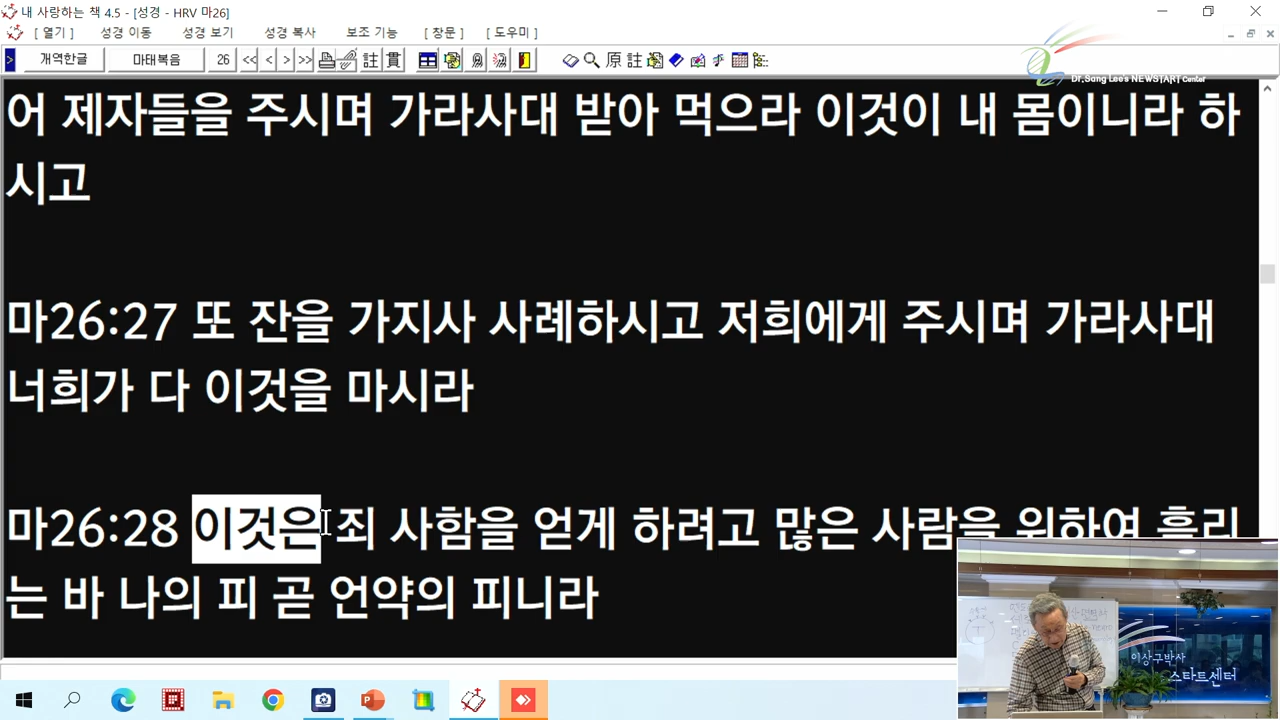 내 사랑하는 책 4.5 - [성경 - HRV 마26]
[ 열기 ] 성경 이동 성경 보기 성경 복사 보조 기능 [ 창문 ] [ 도우미 ]
개역한글 마태복음 26 << < > >> 註 貫 原 註
Dr.Sang Lee's NEWSTART Center
어 제자들을 주시며 가라사대 받아 먹으라 이것이 내 몸이니라 하
시고
마26:27 또 잔을 가지사 사례하시고 저희에게 주시며 가라사대
너희가 다 이것을 마시라
마26:28 이것은 죄 사함을 얻게 하려고 많은 사람을 위하여 흘리
는 바 나의 피 곧 언약의 피니라
이상구박사
스타트센터